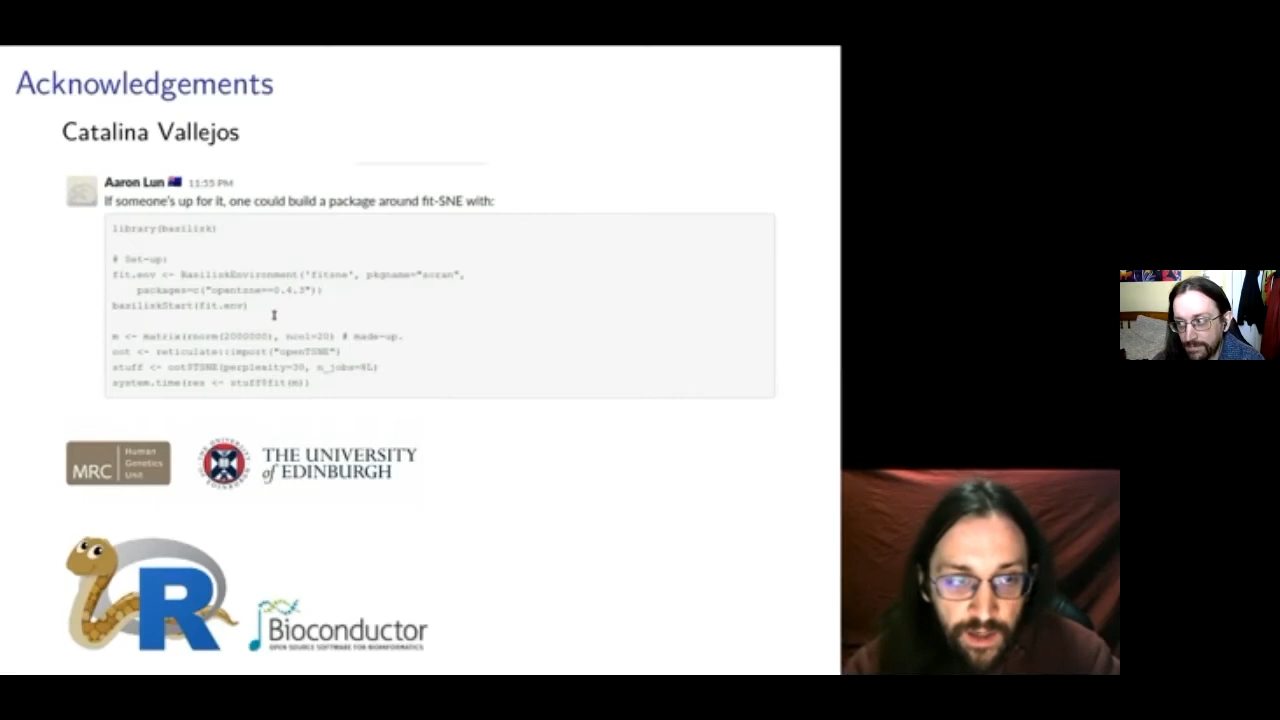 Acknowledgements
Catalina Vallejos
Aaron Lun 11:55 PM
If someone's up for it, one could build a package around fit-SNE with:
library(basilisk)
# Set-up:
fit.env <- BasiliskEnvironment('fitsne', pkgname="scran",
packages=c("opentsne==0.4.3"))
basiliskStart(fit.env)
m <- matrix(rnorm(2000000), ncol=20) # made-up.
oot <- reticulate::import("openTSNE")
stuff <- oot$TSNE(perplexity=30, n_jobs=8L)
system.time(res <- stuff$fit(m))
MRC Human
Genetics
Unit
THE UNIVERSITY
of EDINBURGH
R
Bioconductor
OPEN SOURCE SOFTWARE FOR BIOINFORMATICS